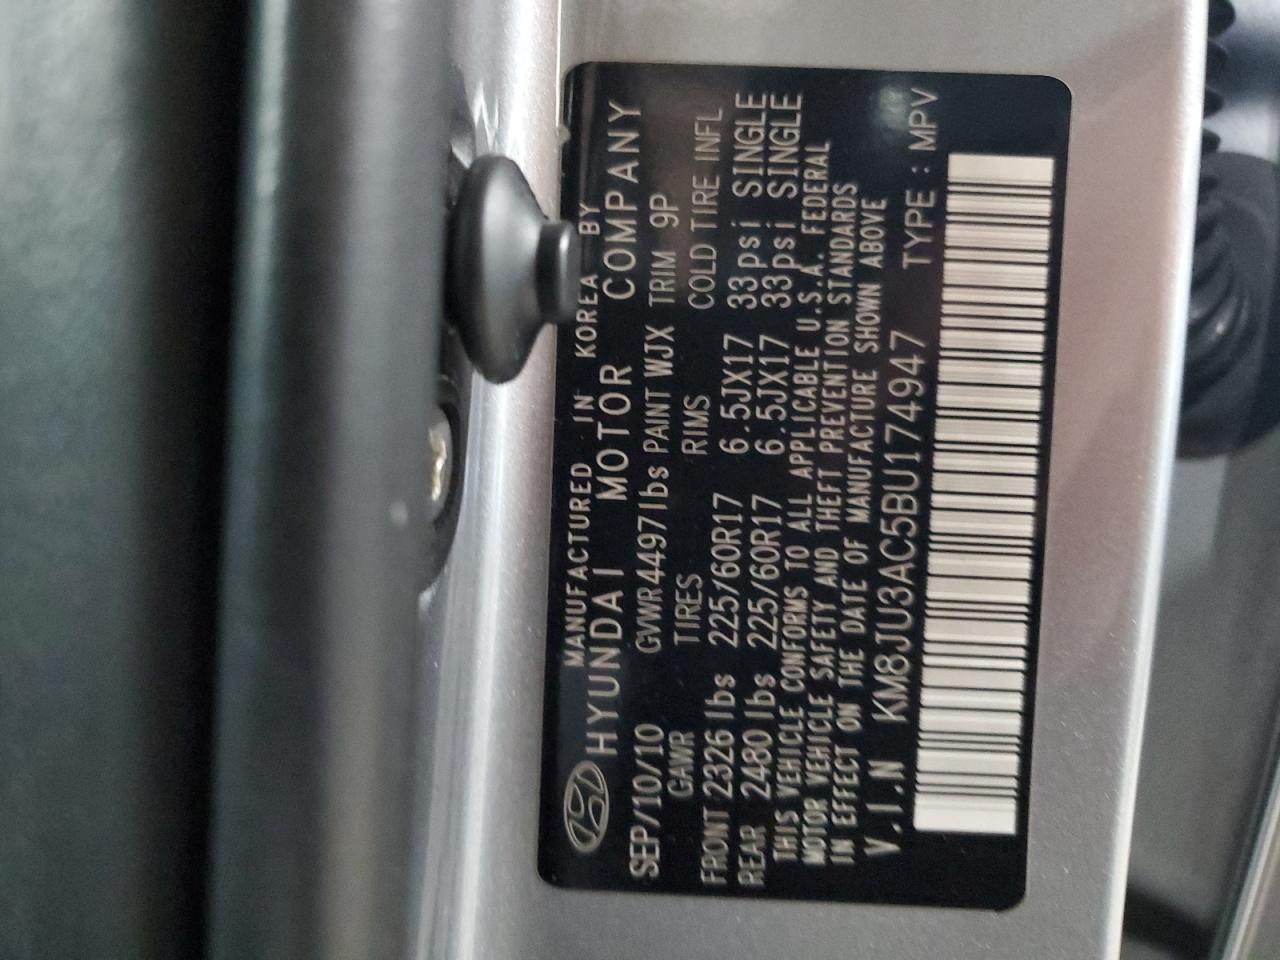 MANUFACTURED IN KOREA BY
HYUNDAI MOTOR COMPANY
SEP/10/10 GVWR4497lbs PAINT WJX TRIM 9P
GAWR TIRES RIMS COLD TIRE INFL
FRONT 2326 lbs 225/60R17 6.5JX17 33psi SINGLE
REAR 2480 lbs 225/60R17 6.5JX17 33psi SINGLE
THIS VEHICLE CONFORMS TO ALL APPLICABLE U.S.A. FEDERAL
MOTOR VEHICLE SAFETY AND THEFT PREVENTION STANDARDS
IN EFFECT ON THE DATE OF MANUFACTURE SHOWN ABOVE
V.I.N KM8JU3AC5BU174947 TYPE : MPV